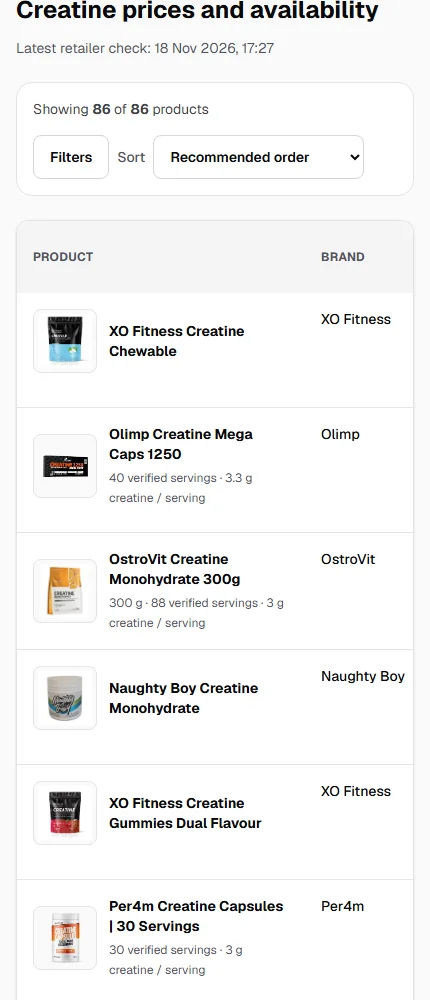 Creatine prices and availability
Latest retailer check: 18 Nov 2026, 17:27
Showing 86 of 86 products
Filters Sort Recommended order
PRODUCT BRAND
XO Fitness Creatine
Chewable
XO Fitness
Olimp Creatine Mega
Caps 1250
40 verified servings · 3.3 g
creatine / serving
Olimp
OstroVit Creatine
Monohydrate 300g
300 g · 88 verified servings · 3 g
creatine / serving
OstroVit
Naughty Boy Creatine
Monohydrate
Naughty Boy
XO Fitness Creatine
Gummies Dual Flavour
XO Fitness
Per4m Creatine Capsules
| 30 Servings
30 verified servings · 3 g
creatine / serving
Per4m